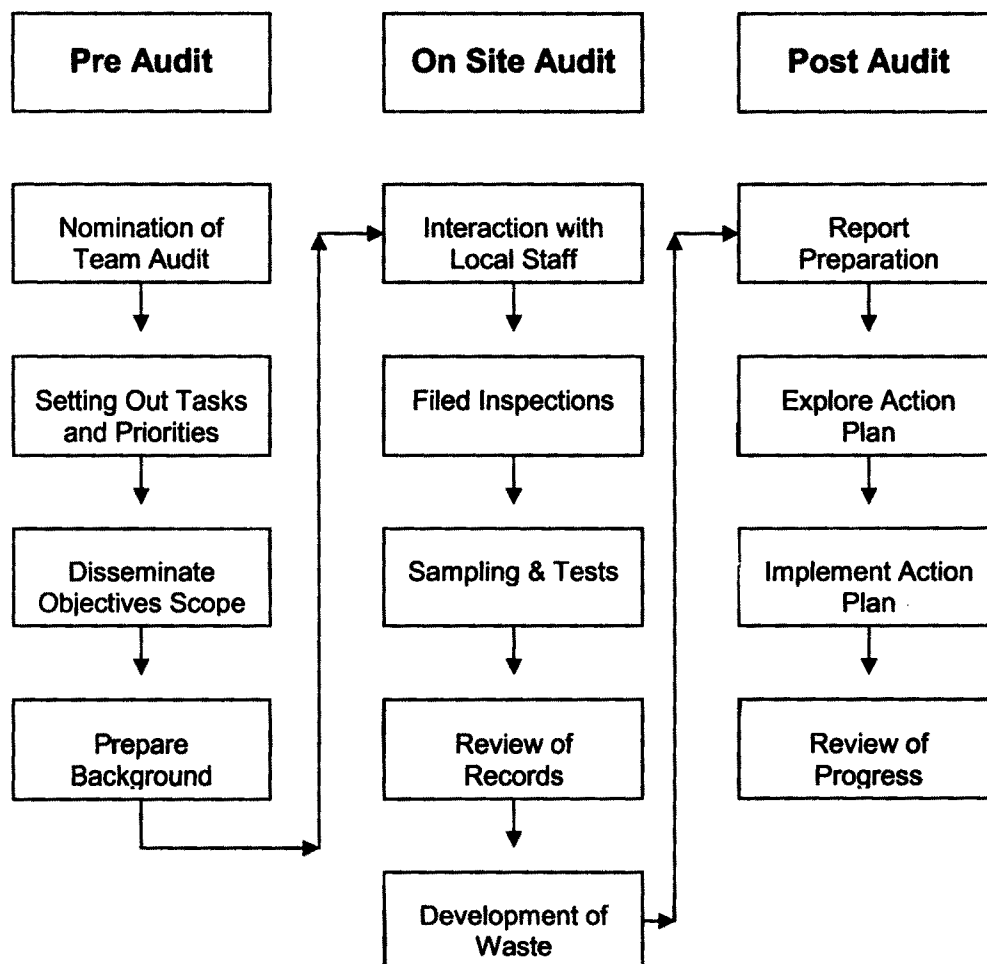 Pre Audit
On Site Audit
Post Audit
Nomination of
Team Audit
Setting Out Tasks
and Priorities
Disseminate
Objectives Scope
Prepare
Background
Interaction with
Local Staff
Filed Inspections
Sampling & Tests
Review of
Records
Development of
Waste
Report
Preparation
Explore Action
Plan
Implement Action
Plan
Review of
Progress